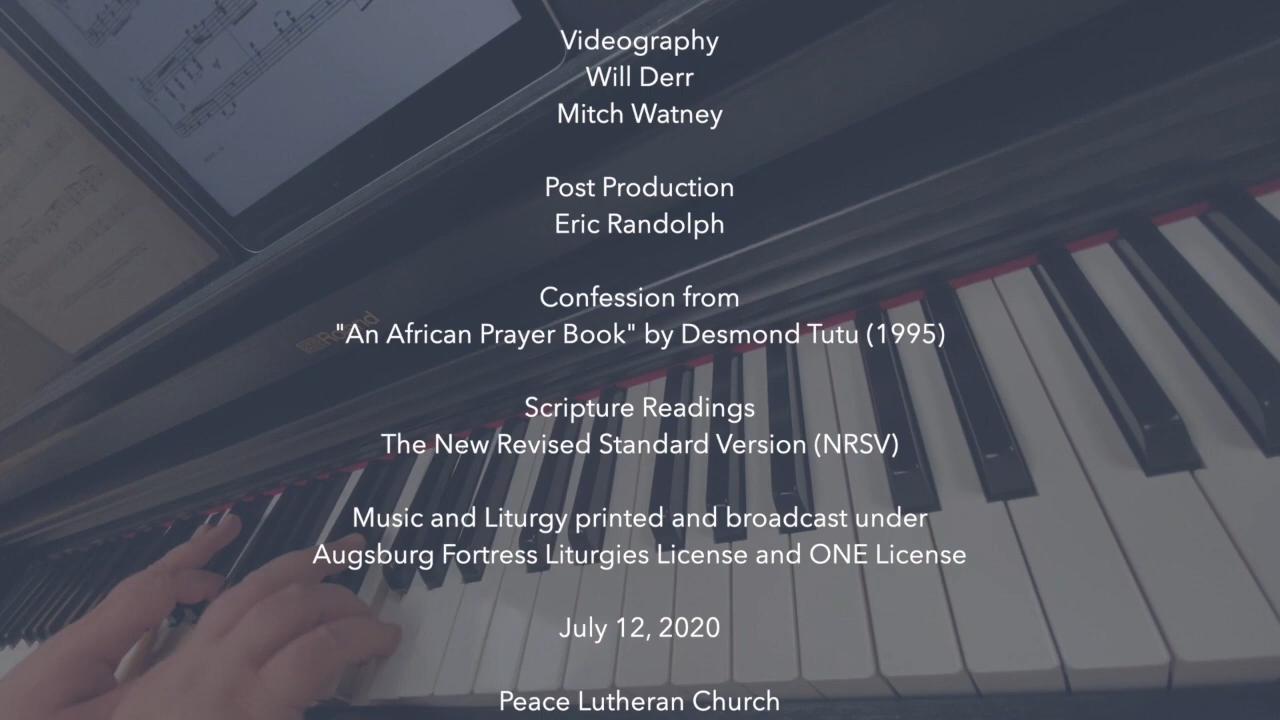 Videography
Will Derr
Mitch Watney
Post Production
Eric Randolph
Confession from
"An African Prayer Book" by Desmond Tutu (1995)
Scripture Readings
The New Revised Standard Version (NRSV)
Music and Liturgy printed and broadcast under
Augsburg Fortress Liturgies License and ONE License
July 12, 2020
Peace Lutheran Church
Roland